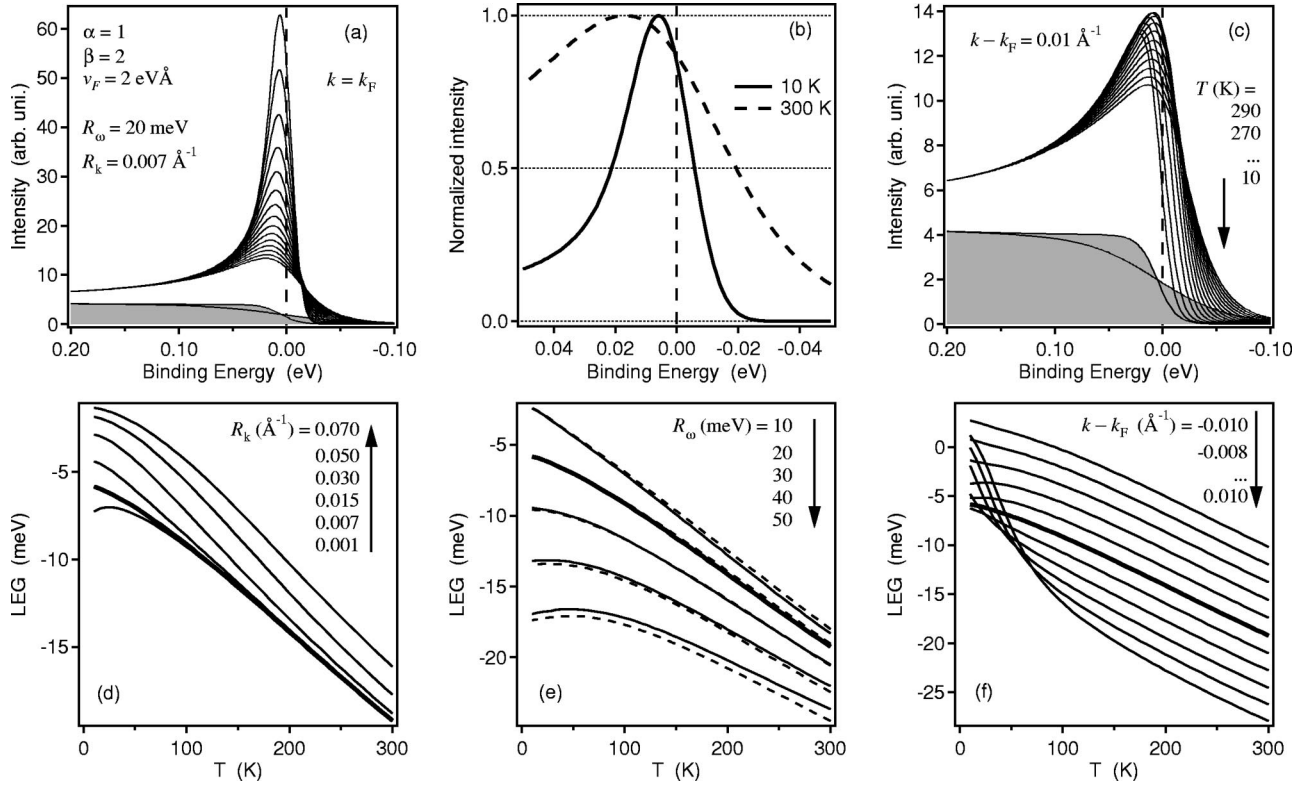 (a)
α = 1
β = 2
v_F = 2 eVÅ
k = k_F
R_ω = 20 meV
R_k = 0.007 Å⁻¹
Intensity (arb. uni.)
60
50
40
30
20
10
0
0.20
0.10
0.00
-0.10
Binding Energy (eV)
(b)
10 K
300 K
Normalized intensity
1.0
0.5
0.0
0.04
0.02
0.00
-0.02
-0.04
Binding Energy (eV)
(c)
k – k_F = 0.01 Å⁻¹
T (K) =
290
270
...
10
Intensity (arb. uni.)
14
12
10
8
6
4
2
0
0.20
0.10
0.00
-0.10
Binding Energy (eV)
R_k (Å⁻¹) = 0.070
0.050
0.030
0.015
0.007
0.001
LEG (meV)
-5
-10
-15
(d)
0
100
200
300
T (K)
R_ω (meV) = 10
20
30
40
50
LEG (meV)
-5
-10
-15
-20
(e)
0
100
200
300
T (K)
k – k_F (Å⁻¹) = -0.010
-0.008
...
0.010
LEG (meV)
0
-5
-10
-15
-20
-25
(f)
0
100
200
300
T (K)